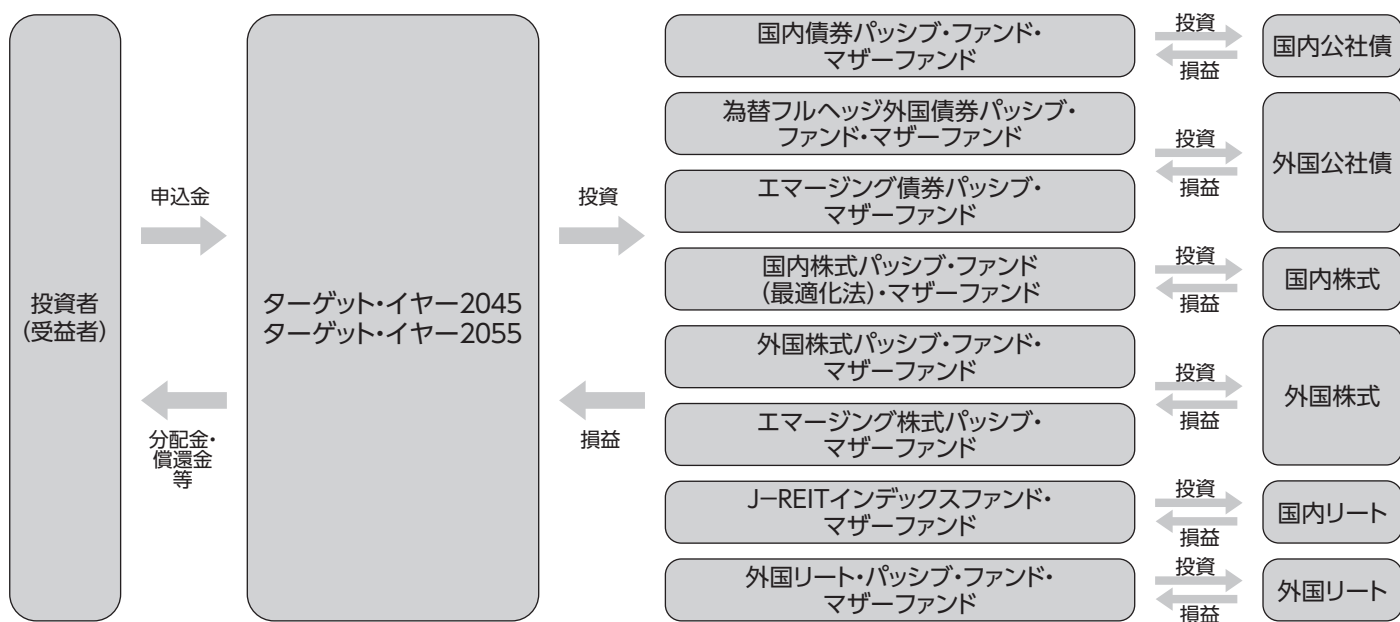 投資者
(受益者)
申込金
分配金・
償還金
等
ターゲット・イヤー2045
ターゲット・イヤー2055
投資
損益
国内債券パッシブ・ファンド・
マザーファンド
投資
損益
国内公社債
為替フルヘッジ外国債券パッシブ・
ファンド・マザーファンド
エマージング債券パッシブ・
マザーファンド
投資
損益
外国公社債
国内株式パッシブ・ファンド
(最適化法)・マザーファンド
投資
損益
国内株式
外国株式パッシブ・ファンド・
マザーファンド
エマージング株式パッシブ・
マザーファンド
投資
損益
外国株式
J−REITインデックスファンド・
マザーファンド
投資
損益
国内リート
外国リート・パッシブ・ファンド・
マザーファンド
投資
損益
外国リート